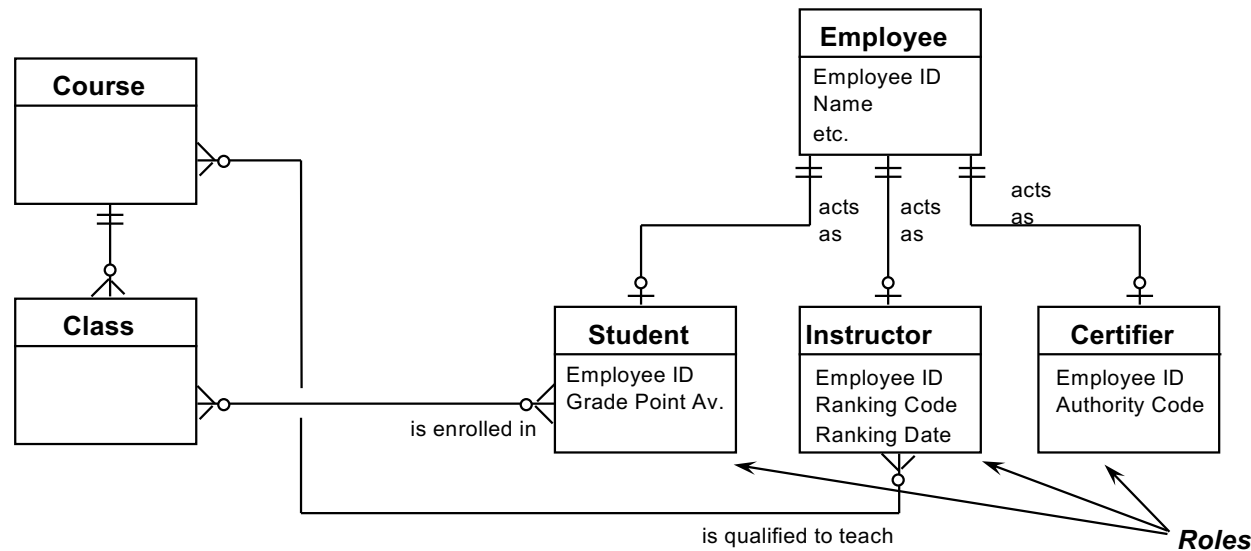 Employee
Employee ID
Name
etc.
Course
acts
as
acts
as
acts
as
Class
Student
Employee ID
Grade Point Av.
Instructor
Employee ID
Ranking Code
Ranking Date
Certifier
Employee ID
Authority Code
is enrolled in
is qualified to teach
Roles